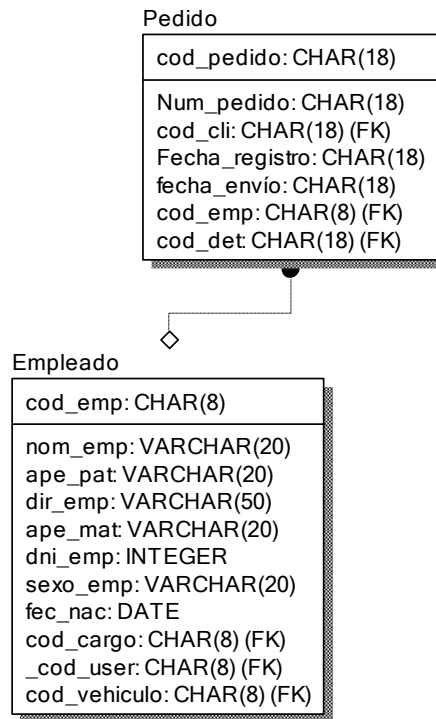 Pedido
cod_pedido: CHAR(18)
Num_pedido: CHAR(18)
cod_cli: CHAR(18) (FK)
Fecha_registro: CHAR(18)
fecha_envío: CHAR(18)
cod_emp: CHAR(8) (FK)
cod_det: CHAR(18) (FK)
Empleado
cod_emp: CHAR(8)
nom_emp: VARCHAR(20)
ape_pat: VARCHAR(20)
dir_emp: VARCHAR(50)
ape_mat: VARCHAR(20)
dni_emp: INTEGER
sexo_emp: VARCHAR(20)
fec_nac: DATE
cod_cargo: CHAR(8) (FK)
_cod_user: CHAR(8) (FK)
cod_vehiculo: CHAR(8) (FK)